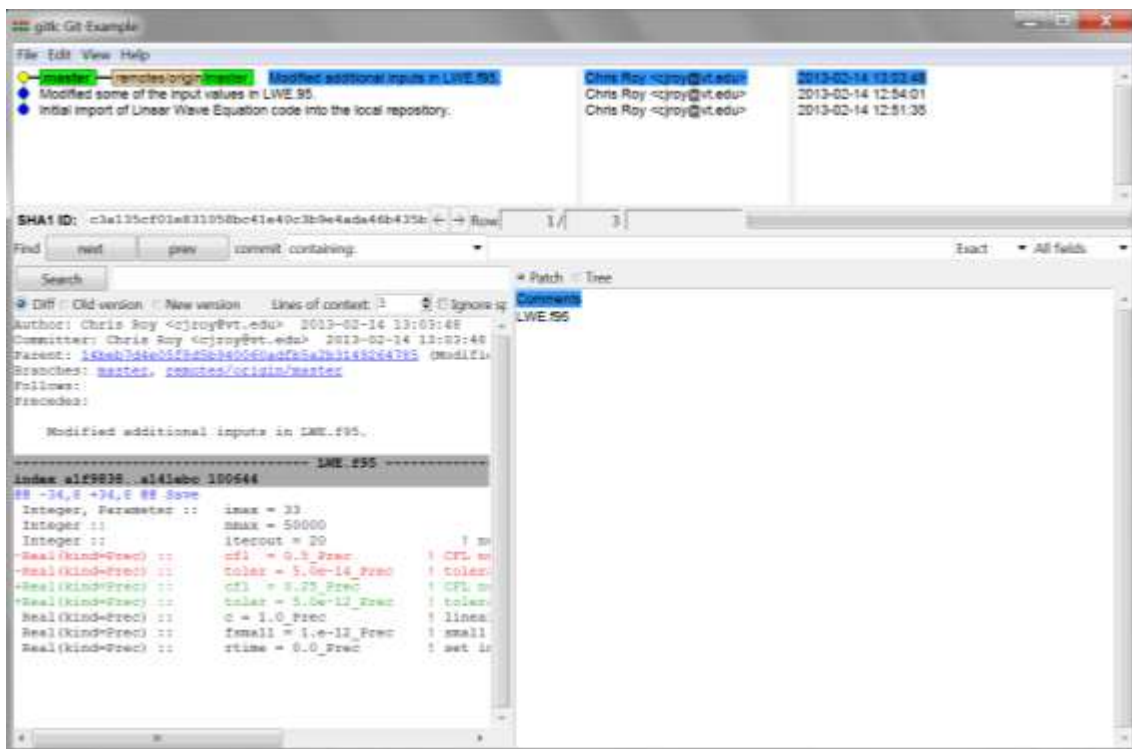 gitk: Git Example
File Edit View Help
master remotes/origin/master Modified additional inputs in LWE.f95. Chris Roy <cjroy@vt.edu> 2013-02-14 13:03:48
Modified some of the input values in LWE.95. Chris Roy <cjroy@vt.edu> 2013-02-14 12:54:01
Initial import of Linear Wave Equation code into the local repository. Chris Roy <cjroy@vt.edu> 2013-02-14 12:51:35
SHA1 ID: Row 1 / 3
Find next prev commit containing: Exact All fields
Search
Patch Tree
Diff Old version New version Lines of context: 3 Ignore sp
Comments
LWE.f95
Author: Chris Roy <cjroy@vt.edu> 2013-02-14 13:03:48
Committer: Chris Roy <cjroy@vt.edu> 2013-02-14 13:03:48
Parent: (Modifie
Branches: master, remotes/origin/master
Follows:
Precedes:
Modified additional inputs in LWE.f95.
LWE.f95
index 100644
@@ -34,8 +34,8 @@ Save
Integer, Parameter :: imax = 33
Integer :: nmax = 50000
Integer :: iterout = 20 !
-Real(kind=Prec) :: cfl = 0.5_Prec ! CFL
-Real(kind=Prec) :: toler = 5.0e-14_Prec ! toler
+Real(kind=Prec) :: cfl = 0.25_Prec ! CFL
+Real(kind=Prec) :: toler = 5.0e-12_Prec ! toler
Real(kind=Prec) :: c = 1.0_Prec ! linea
Real(kind=Prec) :: fsmall = 1.e-12_Prec ! small
Real(kind=Prec) :: rtime = 0.0_Prec ! set in